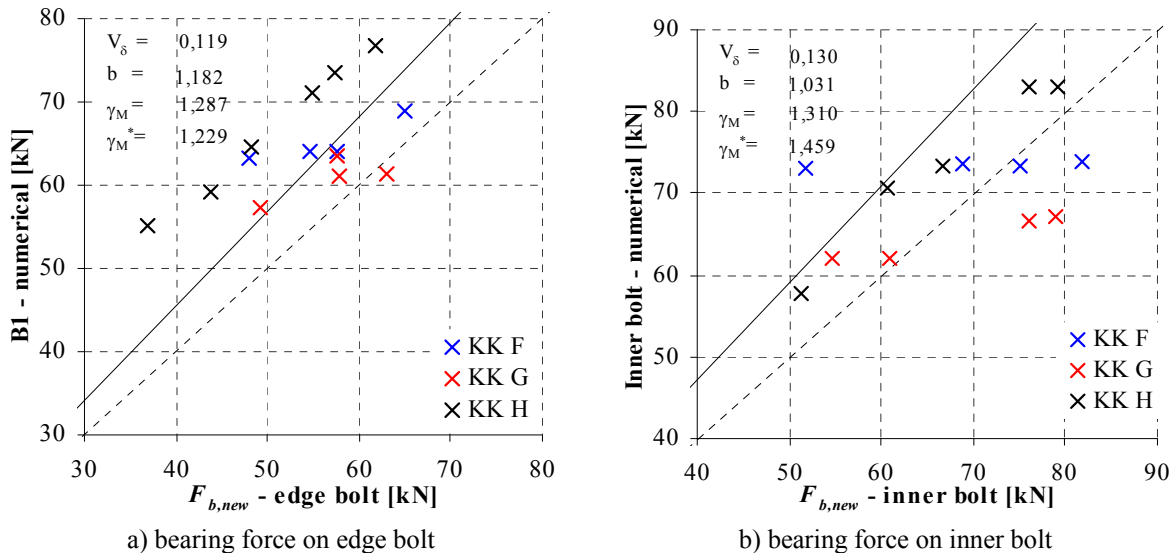 80
V_δ = 0,119
b = 1,182
γ_M = 1,287
γ_M*= 1,229
70
60
50
40
30
B1 - numerical [kN]
KK F
KK G
KK H
30 40 50 60 70 80
F_b,new - edge bolt [kN]
a) bearing force on edge bolt
90
V_δ = 0,130
b = 1,031
γ_M = 1,310
γ_M*= 1,459
80
70
60
50
40
Inner bolt - numerical [kN]
KK F
KK G
KK H
40 50 60 70 80 90
F_b,new - inner bolt [kN]
b) bearing force on inner bolt